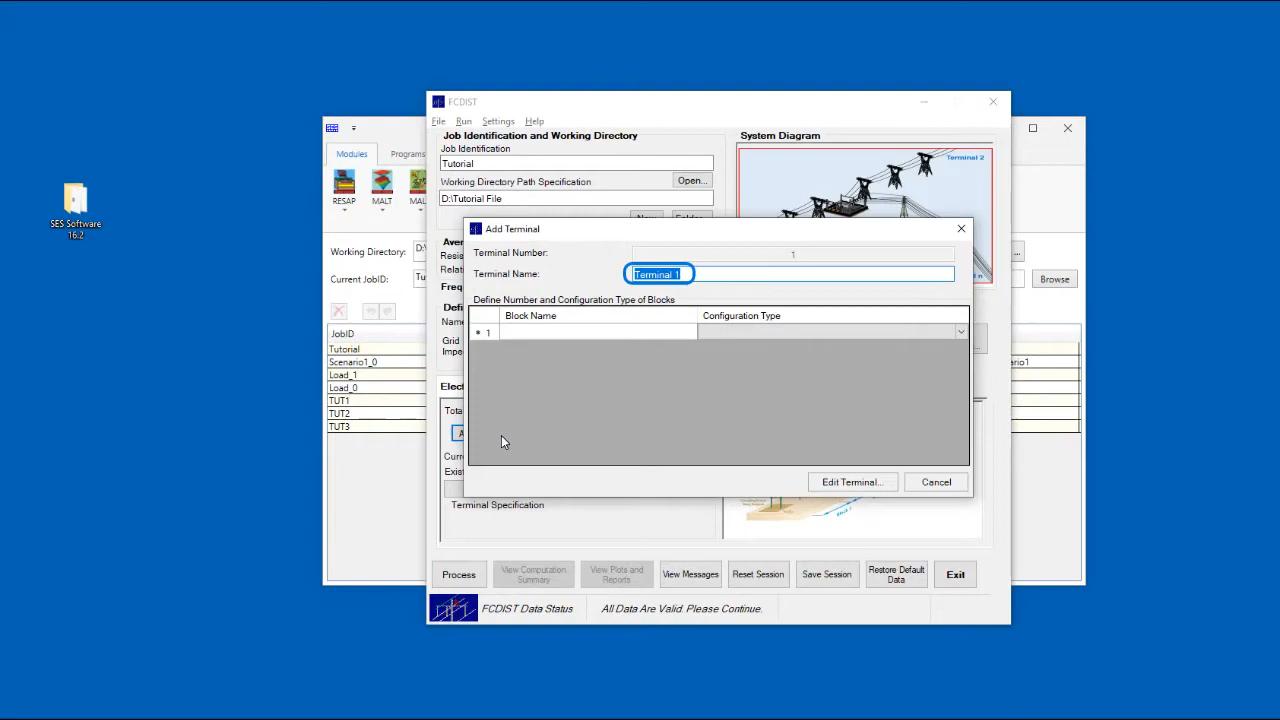 SES Software
16.2
FCDIST
File Run Settings Help
Job Identification and Working Directory
Job Identification
Tutorial
Working Directory Path Specification
Open...
D:\Tutorial File
System Diagram
Terminal 2
Modules
Programs
RESAP
MALT
Working Directory:
Current JobID:
Browse
JobID
Tutorial
Scenario1_0
Load_1
Load_0
TUT1
TUT2
TUT3
Add Terminal
Terminal Number:
1
Terminal Name:
Terminal 1
Define Number and Configuration Type of Blocks
Block Name
Configuration Type
* 1
Edit Terminal...
Cancel
Terminal Specification
Process
View Computation
Summary
View Plots and
Reports
View Messages
Reset Session
Save Session
Restore Default
Data
Exit
FCDIST Data Status
All Data Are Valid. Please Continue.